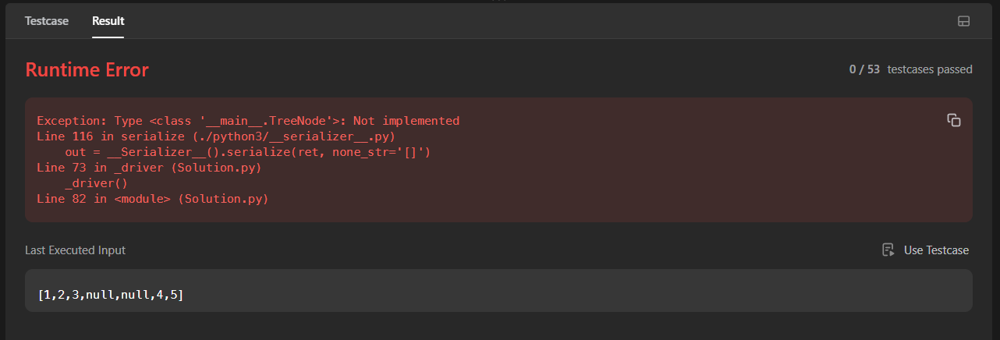 Testcase Result
Runtime Error
0 / 53 testcases passed
Exception: Type <class '__main__.TreeNode'>: Not implemented
Line 116 in serialize (./python3/__serializer__.py)
    out = __Serializer__().serialize(ret, none_str='[]')
Line 73 in _driver (Solution.py)
    _driver()
Line 82 in <module> (Solution.py)
Last Executed Input
Use Testcase
[1,2,3,null,null,4,5]